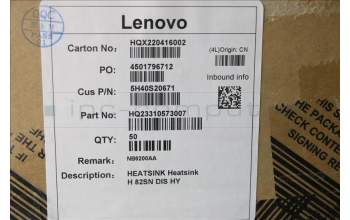 Lenovo
Carton No: HQX220416002
(4L)Origin: CN
PO: 4501796712
Inbound info
Cus P/N: 5H40S20671
Part No: HQ23310573007
QTY: 50
Remark: NB6200AA
Description: HEATSINK Heatsink
H 82SN DIS HY